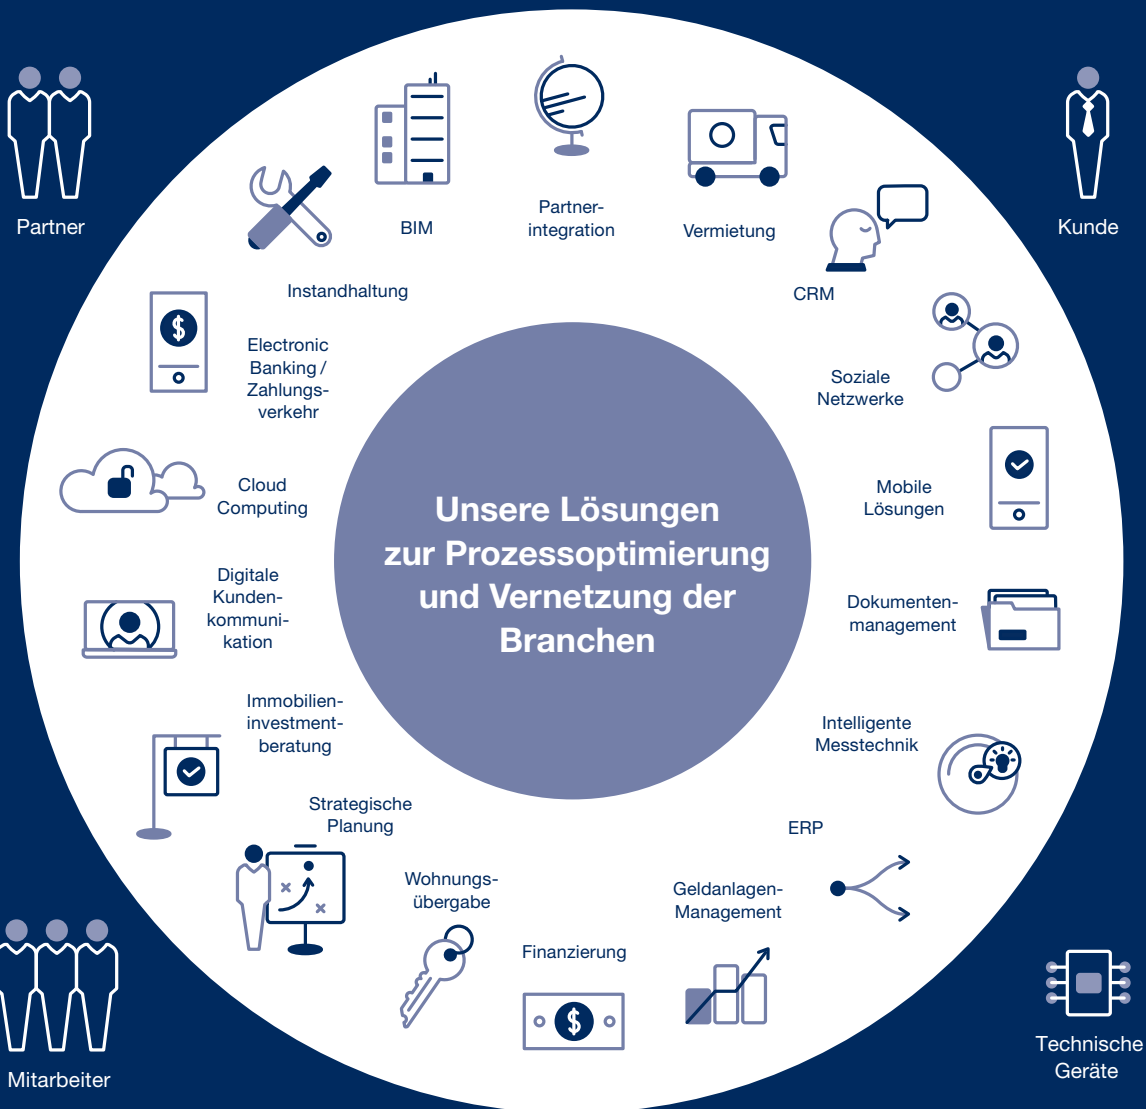 Partner
Kunde
BIM
Partner-
integration
Vermietung
Instandhaltung
CRM
Electronic
Banking /
Zahlungs-
verkehr
Soziale
Netzwerke
Cloud
Computing
Mobile
Lösungen
Unsere Lösungen
zur Prozessoptimierung
und Vernetzung der
Branchen
Digitale
Kunden-
kommuni-
kation
Dokumenten-
management
Immobilien-
investment-
beratung
Intelligente
Messtechnik
Strategische
Planung
ERP
Wohnungs-
übergabe
Geldanlagen-
Management
Finanzierung
Mitarbeiter
Technische
Geräte